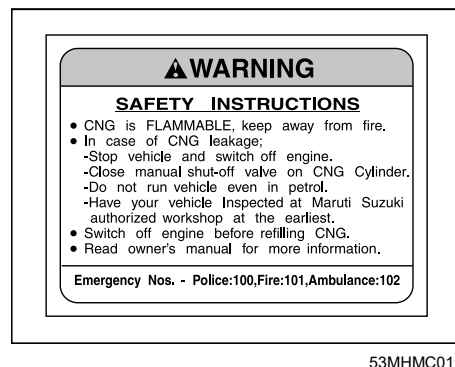 WARNING
SAFETY INSTRUCTIONS
• CNG is FLAMMABLE, keep away from fire.
• In case of CNG leakage;
-Stop vehicle and switch off engine.
-Close manual shut-off valve on CNG Cylinder.
-Do not run vehicle even in petrol.
-Have your vehicle Inspected at Maruti Suzuki
authorized workshop at the earliest.
• Switch off engine before refilling CNG.
• Read owner's manual for more information.
Emergency Nos. - Police:100,Fire:101,Ambulance:102
53MHMC01